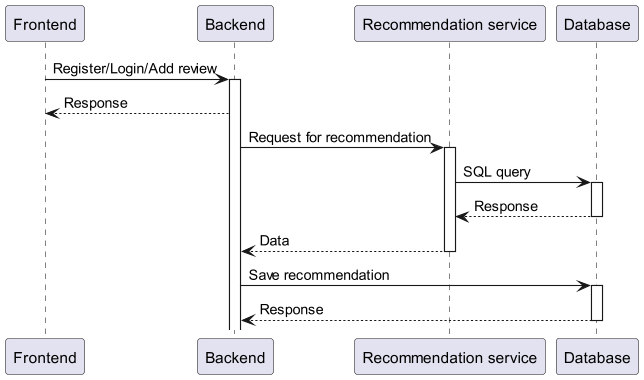 Frontend
Backend
Recommendation service
Database
Register/Login/Add review
Response
Request for recommendation
SQL query
Response
Data
Save recommendation
Response
Frontend
Backend
Recommendation service
Database